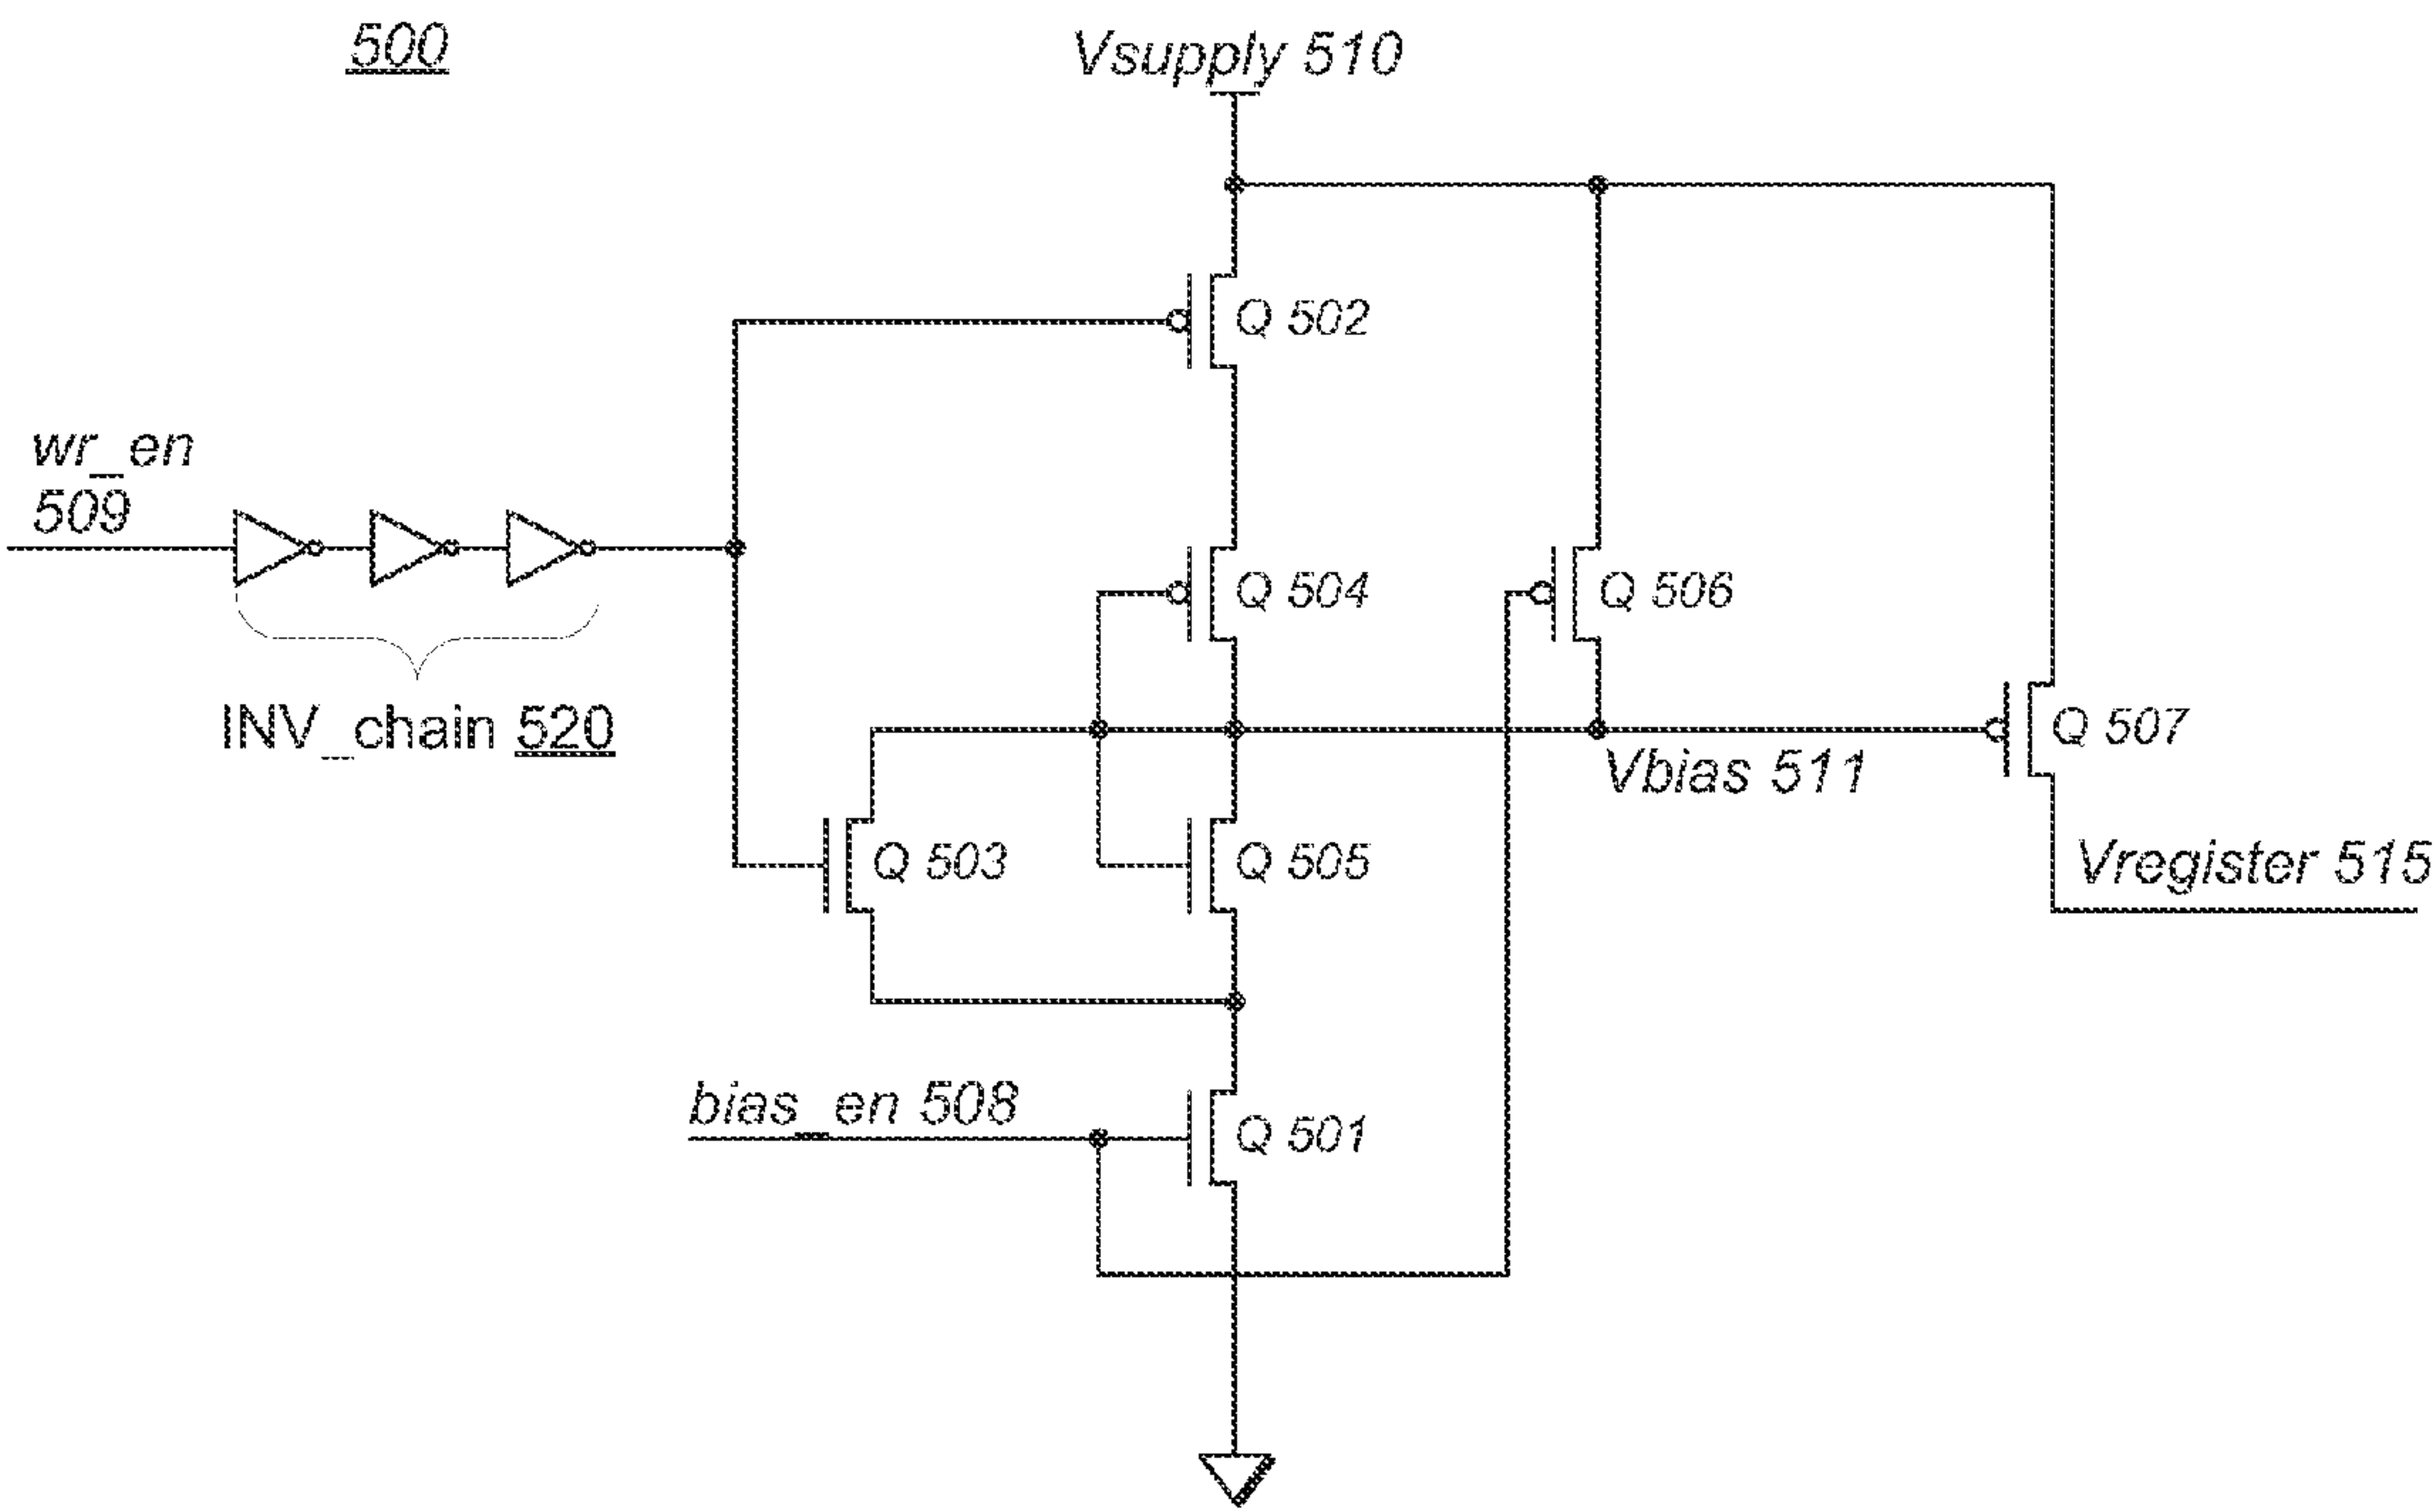 500
Vsupply 510
Q 502
wr_en
509
Q 504
Q 506
INV_chain 520
Q 507
Vbias 511
Q 503
Q 505
Vregister 515
bias_en 508
Q 501